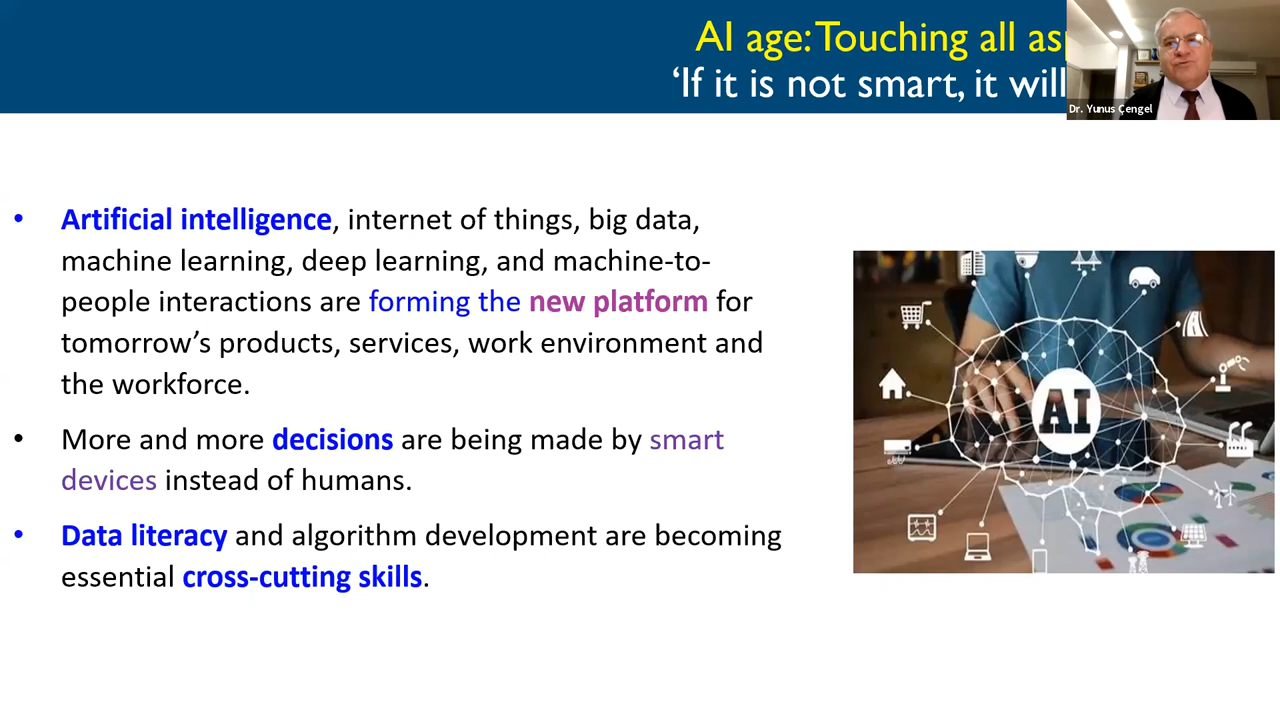 AI age: Touching all
'If it is not smart, it will
Dr. Yunus Çengel
• Artificial intelligence, internet of things, big data,
machine learning, deep learning, and machine-to-
people interactions are forming the new platform for
tomorrow's products, services, work environment and
the workforce.
• More and more decisions are being made by smart
devices instead of humans.
• Data literacy and algorithm development are becoming
essential cross-cutting skills.
AI